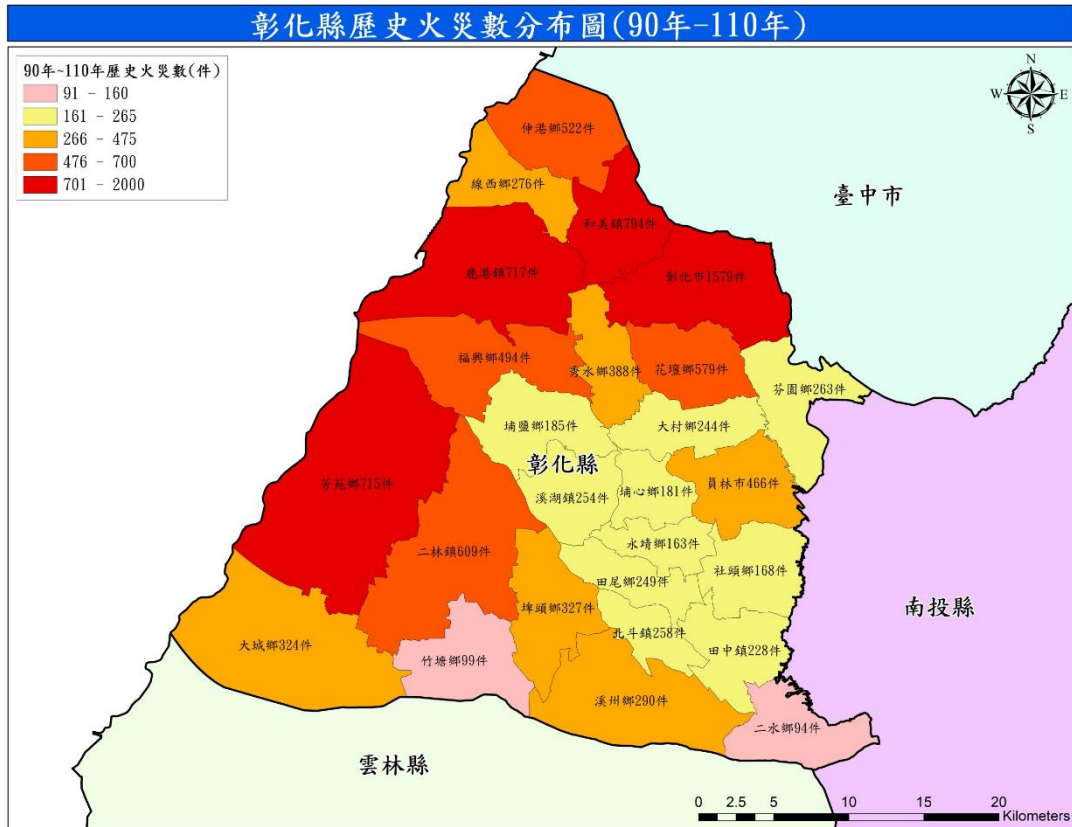 彰化縣歷史火災數分布圖(90年-110年)
90年~110年歷史火災數(件)
91 - 160
161 - 265
266 - 475
476 - 700
701 - 2000
N
W
E
S
伸港鄉522件
線西鄉276件
和美鎮794件
臺中市
鹿港鎮717件
彰化市1579件
福興鄉494件
秀水鄉388件
花壇鄉579件
芬園鄉263件
埔鹽鄉185件
大村鄉244件
彰化縣
芳苑鄉715件
溪湖鎮254件
埔心鄉181件
員林市466件
二林鎮609件
永靖鄉163件
田尾鄉249件
社頭鄉168件
埤頭鄉327件
南投縣
北斗鎮258件
大城鄉324件
竹塘鄉99件
田中鎮228件
溪州鄉290件
二水鄉94件
雲林縣
0 2.5 5 10 15 20
Kilometers